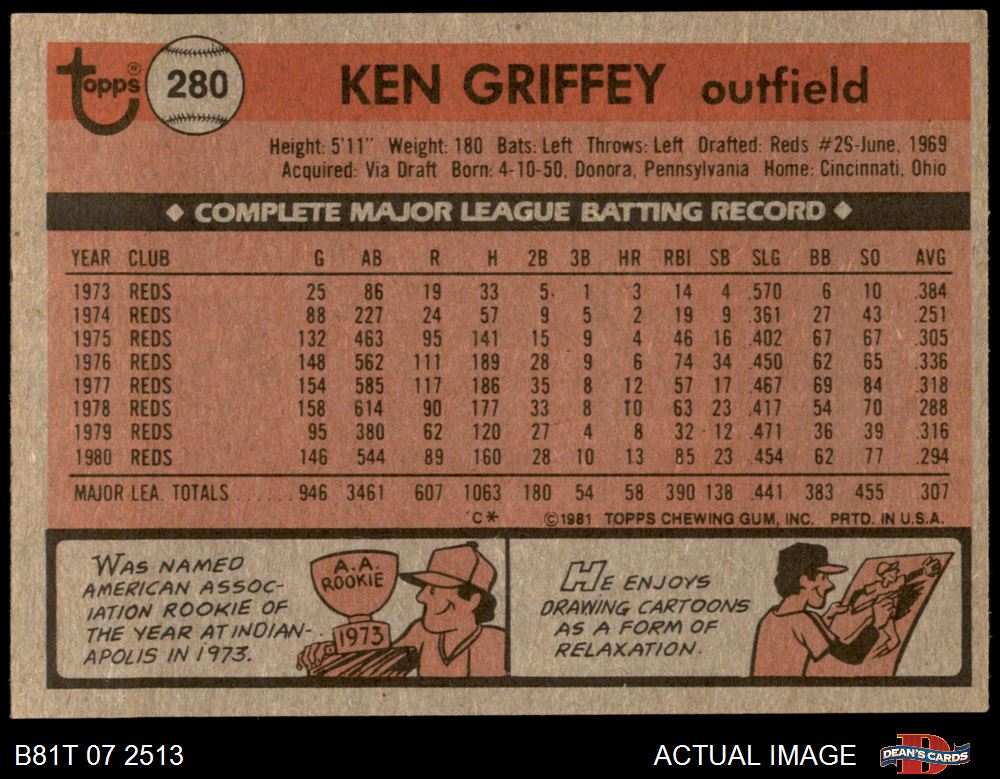 Topps®
280
KEN GRIFFEY outfield
Height: 5'11" Weight: 180 Bats: Left Throws: Left Drafted: Reds #29-June, 1969
Acquired: Via Draft Born: 4-10-50, Donora, Pennsylvania Home: Cincinnati, Ohio
◆ COMPLETE MAJOR LEAGUE BATTING RECORD ◆
YEAR CLUB G AB R H 2B 3B HR RBI SB SLG BB SO AVG
1973 REDS 25 86 19 33 5 1 3 14 4 .570 6 10 .384
1974 REDS 88 227 24 57 9 5 2 19 9 .361 27 43 .251
1975 REDS 132 463 95 141 15 9 4 46 16 .402 67 67 .305
1976 REDS 148 562 111 189 28 9 6 74 34 .450 62 65 .336
1977 REDS 154 585 117 186 35 8 12 57 17 .467 69 84 .318
1978 REDS 158 614 90 177 33 8 10 63 23 .417 54 70 .288
1979 REDS 95 380 62 120 27 4 8 32 12 .471 36 39 .316
1980 REDS 146 544 89 160 28 10 13 85 23 .454 62 77 .294
MAJOR LEA. TOTALS ...... 946 3461 607 1063 180 54 58 390 138 .441 383 455 .307
C* ©1981 TOPPS CHEWING GUM, INC. PRTD. IN U.S.A.
WAS NAMED
AMERICAN ASSOC-
IATION ROOKIE OF
THE YEAR AT INDIAN-
APOLIS IN 1973.
A.A.
ROOKIE
1973
HE ENJOYS
DRAWING CARTOONS
AS A FORM OF
RELAXATION.
B81T 07 2513
ACTUAL IMAGE
DEAN'S CARDS